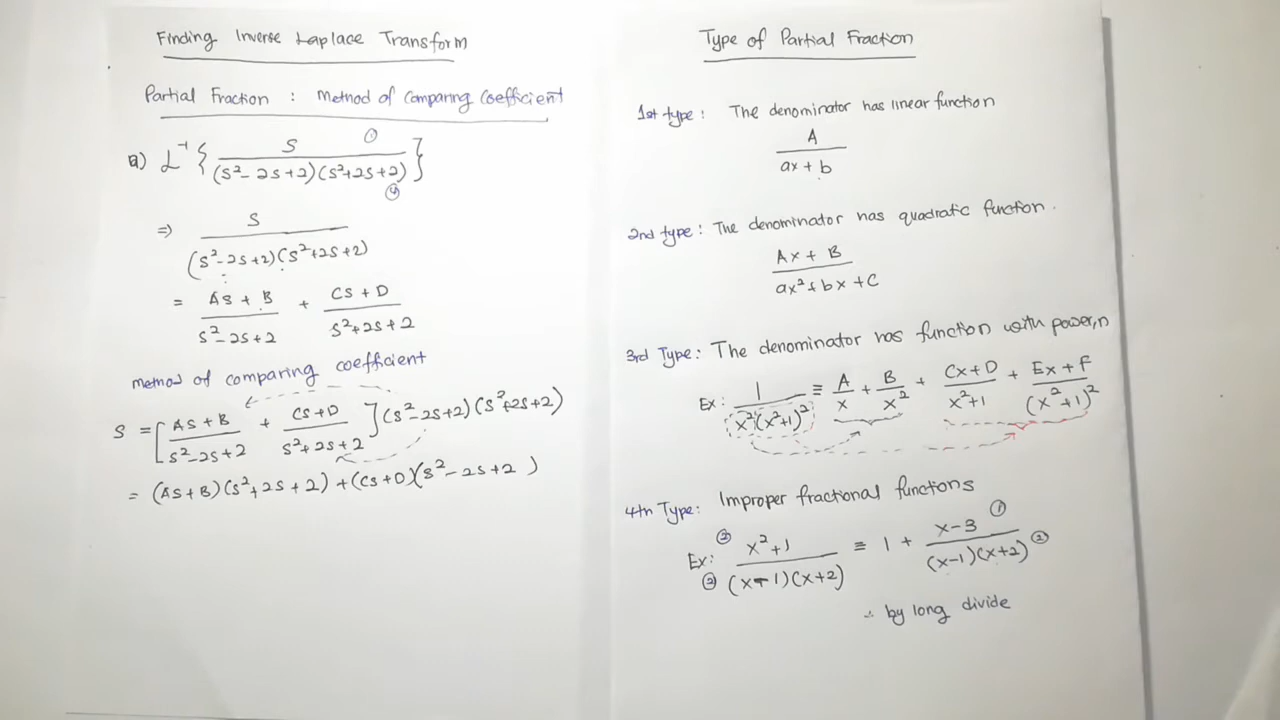 Finding Inverse Laplace Transform
Partial Fraction : Method of Comparing Coefficient
a) L⁻¹ { s ① / (s²-2s+2)(s²+2s+2) ④ }
=> s / (s²-2s+2)(s²+2s+2)
= As+B / s²-2s+2 + Cs+D / s²+2s+2
method of comparing coefficient
s = [ As+B / s²-2s+2 + Cs+D / s²+2s+2 ] (s²-2s+2)(s²+2s+2)
= (As+B)(s²+2s+2)+(Cs+D)(s²-2s+2)
Type of Partial Fraction
1st type: The denominator has linear function
A / ax+b
2nd type: The denominator has quadratic function.
Ax+B / ax²+bx+C
3rd Type: The denominator has function with power,n
Ex: 1 / x²(x²+1)² ≡ A / x + B / x² + Cx+D / x²+1 + Ex+F / (x²+1)²
4th Type: Improper fractional functions
Ex: ② x²+1 / ② (x-1)(x+2) ≡ 1 + x-3 ① / (x-1)(x+2) ②
∴ by long divide